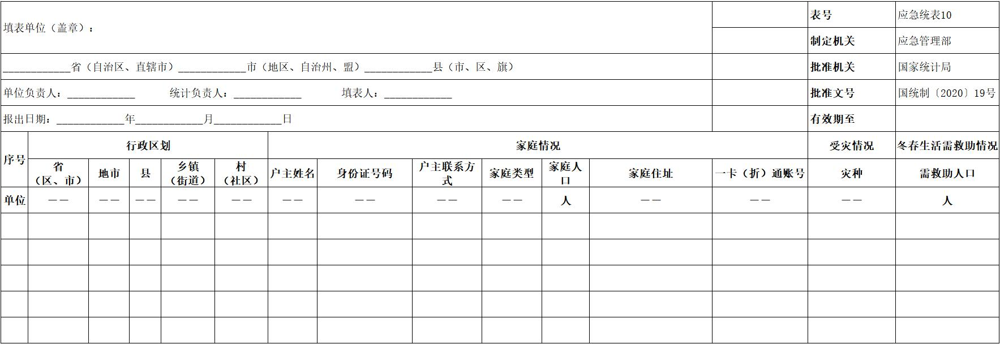 填表单位（盖章）：
表号 应急统表10
制定机关 应急管理部
____________省（自治区、直辖市）____________市（地区、自治州、盟）____________县（市、区、旗） 批准机关 国家统计局
单位负责人：____________ 统计负责人：____________ 填表人：____________ 批准文号 国统制〔2020〕19号
报出日期：____________年____________月____________日 有效期至
序号 行政区划 家庭情况 受灾情况 冬春生活需救助情况
省
（区、市） 地市 县 乡镇
（街道） 村
（社区） 户主姓名 身份证号码 户主联系方
式 家庭类型 家庭人
口 家庭住址 一卡（折）通账号 灾种 需救助人口
单位 —— —— —— —— —— —— —— —— —— 人 —— —— —— 人